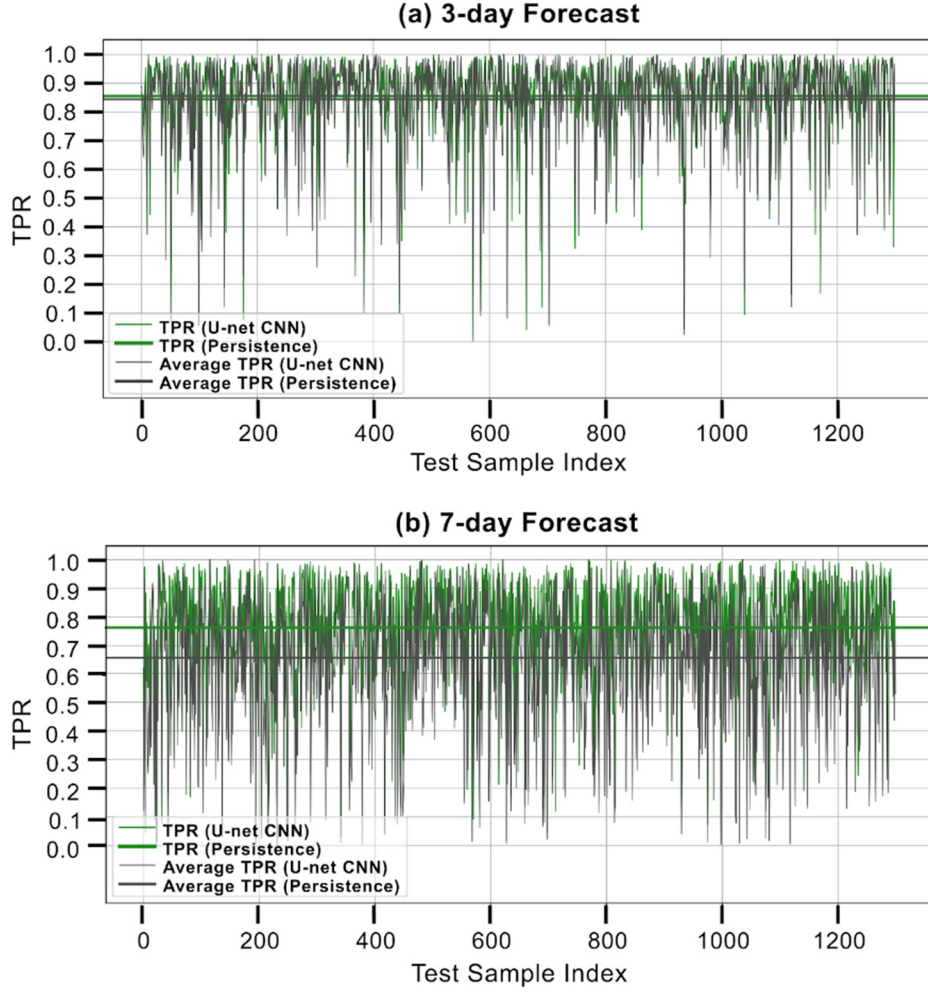 (a) 3-day Forecast
1.0
0.9
0.8
0.7
0.6
0.5
0.4
0.3
0.2
0.1
0.0
TPR
TPR (U-net CNN)
TPR (Persistence)
Average TPR (U-net CNN)
Average TPR (Persistence)
0 200 400 600 800 1000 1200
Test Sample Index
(b) 7-day Forecast
1.0
0.9
0.8
0.7
0.6
0.5
0.4
0.3
0.2
0.1
0.0
TPR
TPR (U-net CNN)
TPR (Persistence)
Average TPR (U-net CNN)
Average TPR (Persistence)
0 200 400 600 800 1000 1200
Test Sample Index